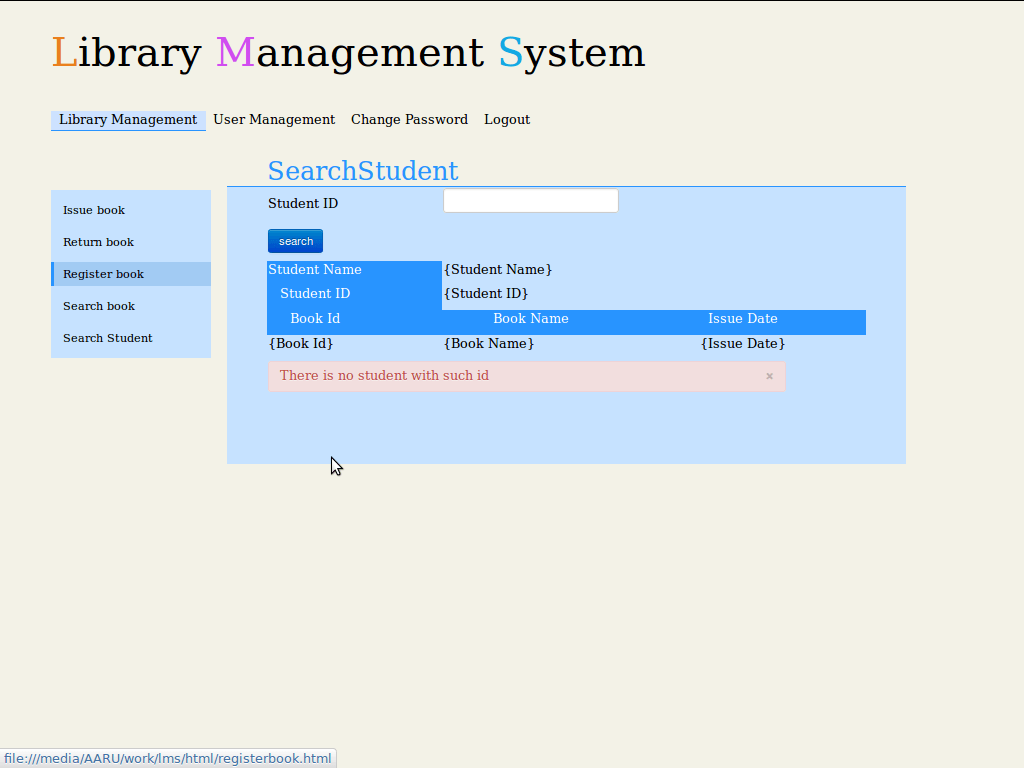 Library Management System
Library Management User Management Change Password Logout
SearchStudent
Issue book
Return book
Register book
Search book
Search Student
Student ID
search
Student Name {Student Name}
Student ID {Student ID}
Book Id Book Name Issue Date
{Book Id} {Book Name} {Issue Date}
There is no student with such id ×
file:///media/AARU/work/lms/html/registerbook.html